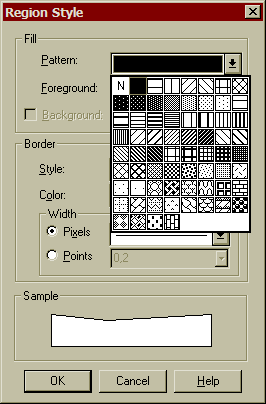 Region Style
Fill
Pattern:
N
Foreground:
Background:
Border
Style:
Color:
Width
Pixels
Points
0,2
Sample
OK
Cancel
Help